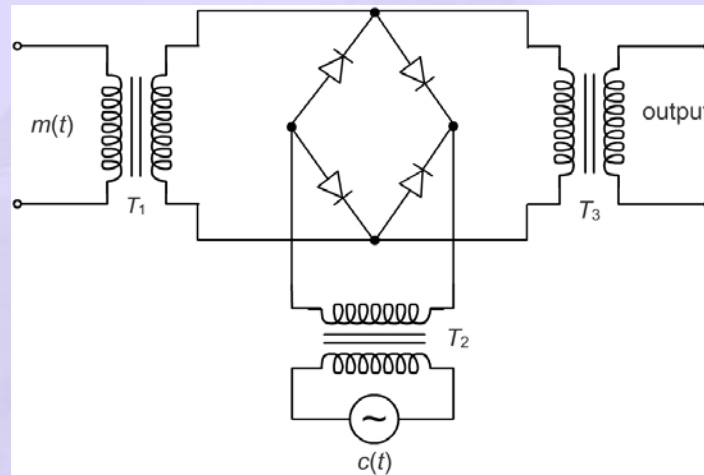 m(t)
output
T₁
T₃
T₂
~
c(t)